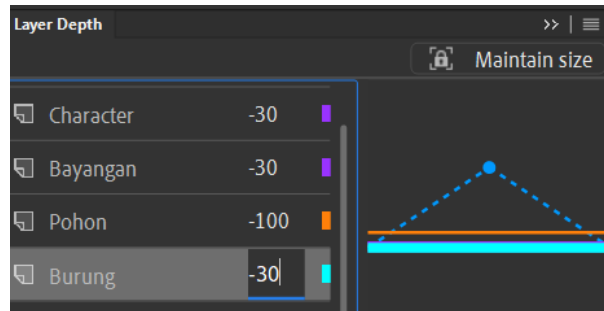 Layer Depth
Maintain size
Character -30
Bayangan -30
Pohon -100
Burung -30